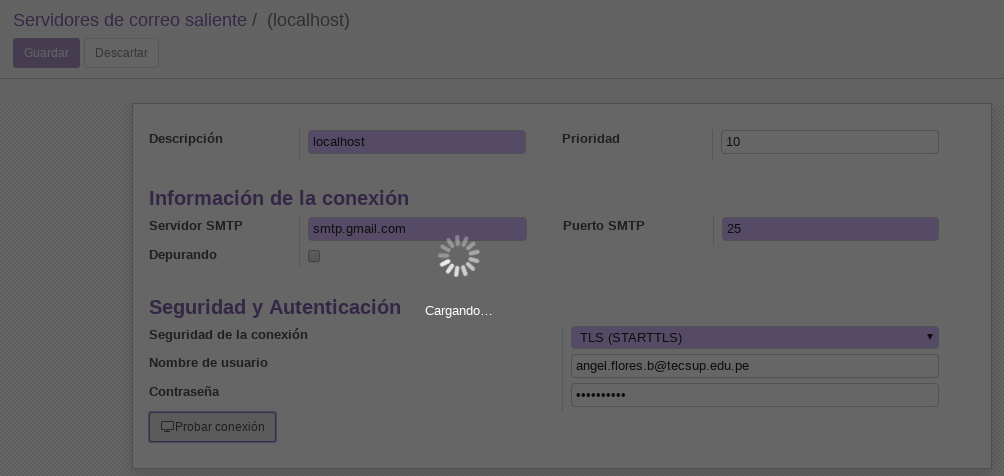 Servidores de correo saliente / (localhost)
Guardar Descartar
Descripción localhost Prioridad 10
Información de la conexión
Servidor SMTP smtp.gmail.com Puerto SMTP 25
Depurando
Cargando...
Seguridad y Autenticación
Seguridad de la conexión TLS (STARTTLS)
Nombre de usuario angel.flores.b@tecsup.edu.pe
Contraseña ••••••••••
Probar conexión